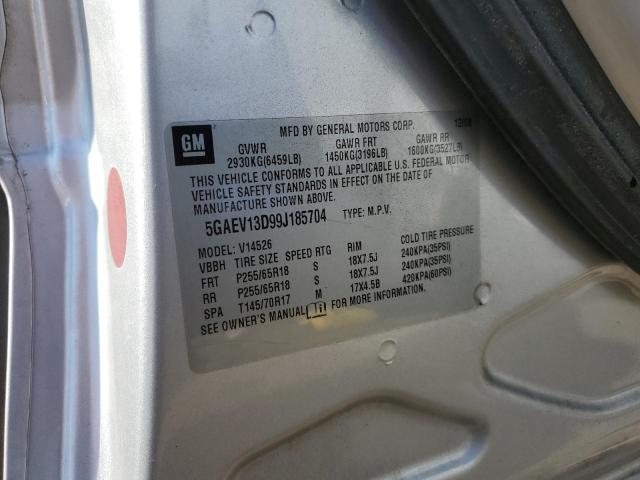 GM
MFD BY GENERAL MOTORS CORP. 12/08
GVWR GAWR FRT GAWR RR
2930KG(6459LB) 1450KG(3196LB) 1600KG(3527LB)
THIS VEHICLE CONFORMS TO ALL APPLICABLE U.S. FEDERAL MOTOR
VEHICLE SAFETY STANDARDS IN EFFECT ON THE DATE OF
MANUFACTURE SHOWN ABOVE.
5GAEV13D99J185704 TYPE: M.P.V.
MODEL: V14526
VBBH TIRE SIZE SPEED RTG RIM COLD TIRE PRESSURE
FRT P255/65R18 S 18X7.5J 240KPA(35PSI)
RR P255/65R18 S 18X7.5J 240KPA(35PSI)
SPA T145/70R17 M 17X4.5B 420KPA(60PSI)
SEE OWNER'S MANUAL FOR MORE INFORMATION.